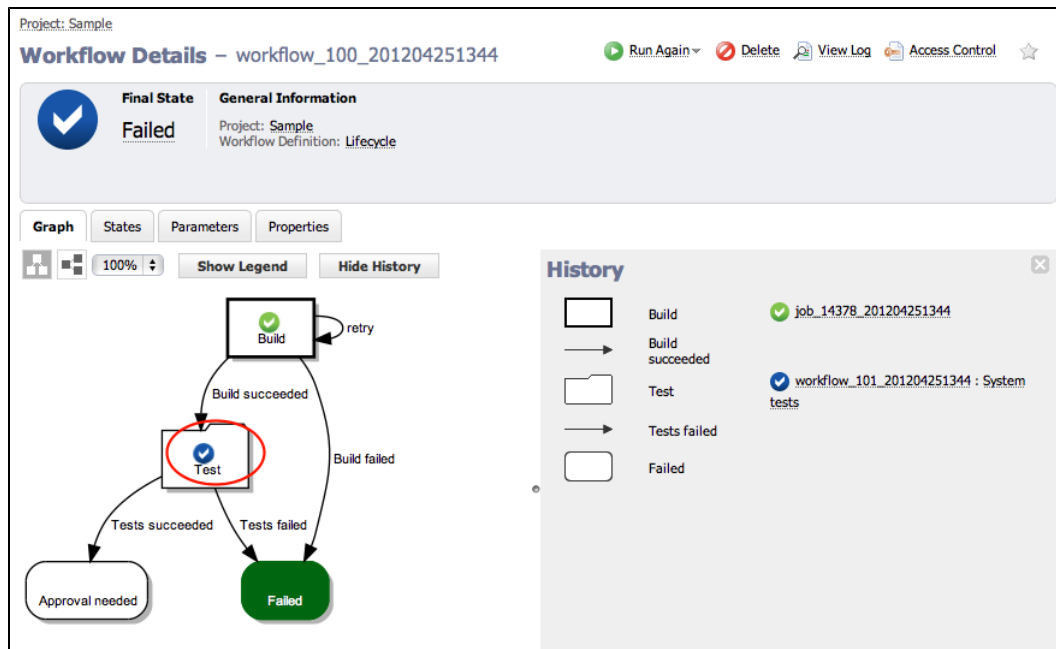 Project: Sample
Workflow Details – workflow_100_201204251344
Run Again
Delete
View Log
Access Control
Final State
Failed
General Information
Project: Sample
Workflow Definition: Lifecycle
Graph
States
Parameters
Properties
100%
Show Legend
Hide History
Build
retry
Build succeeded
Test
Build failed
Tests succeeded
Tests failed
Approval needed
Failed
History
Build
job_14378_201204251344
Build
succeeded
Test
workflow_101_201204251344 : System
tests
Tests failed
Failed